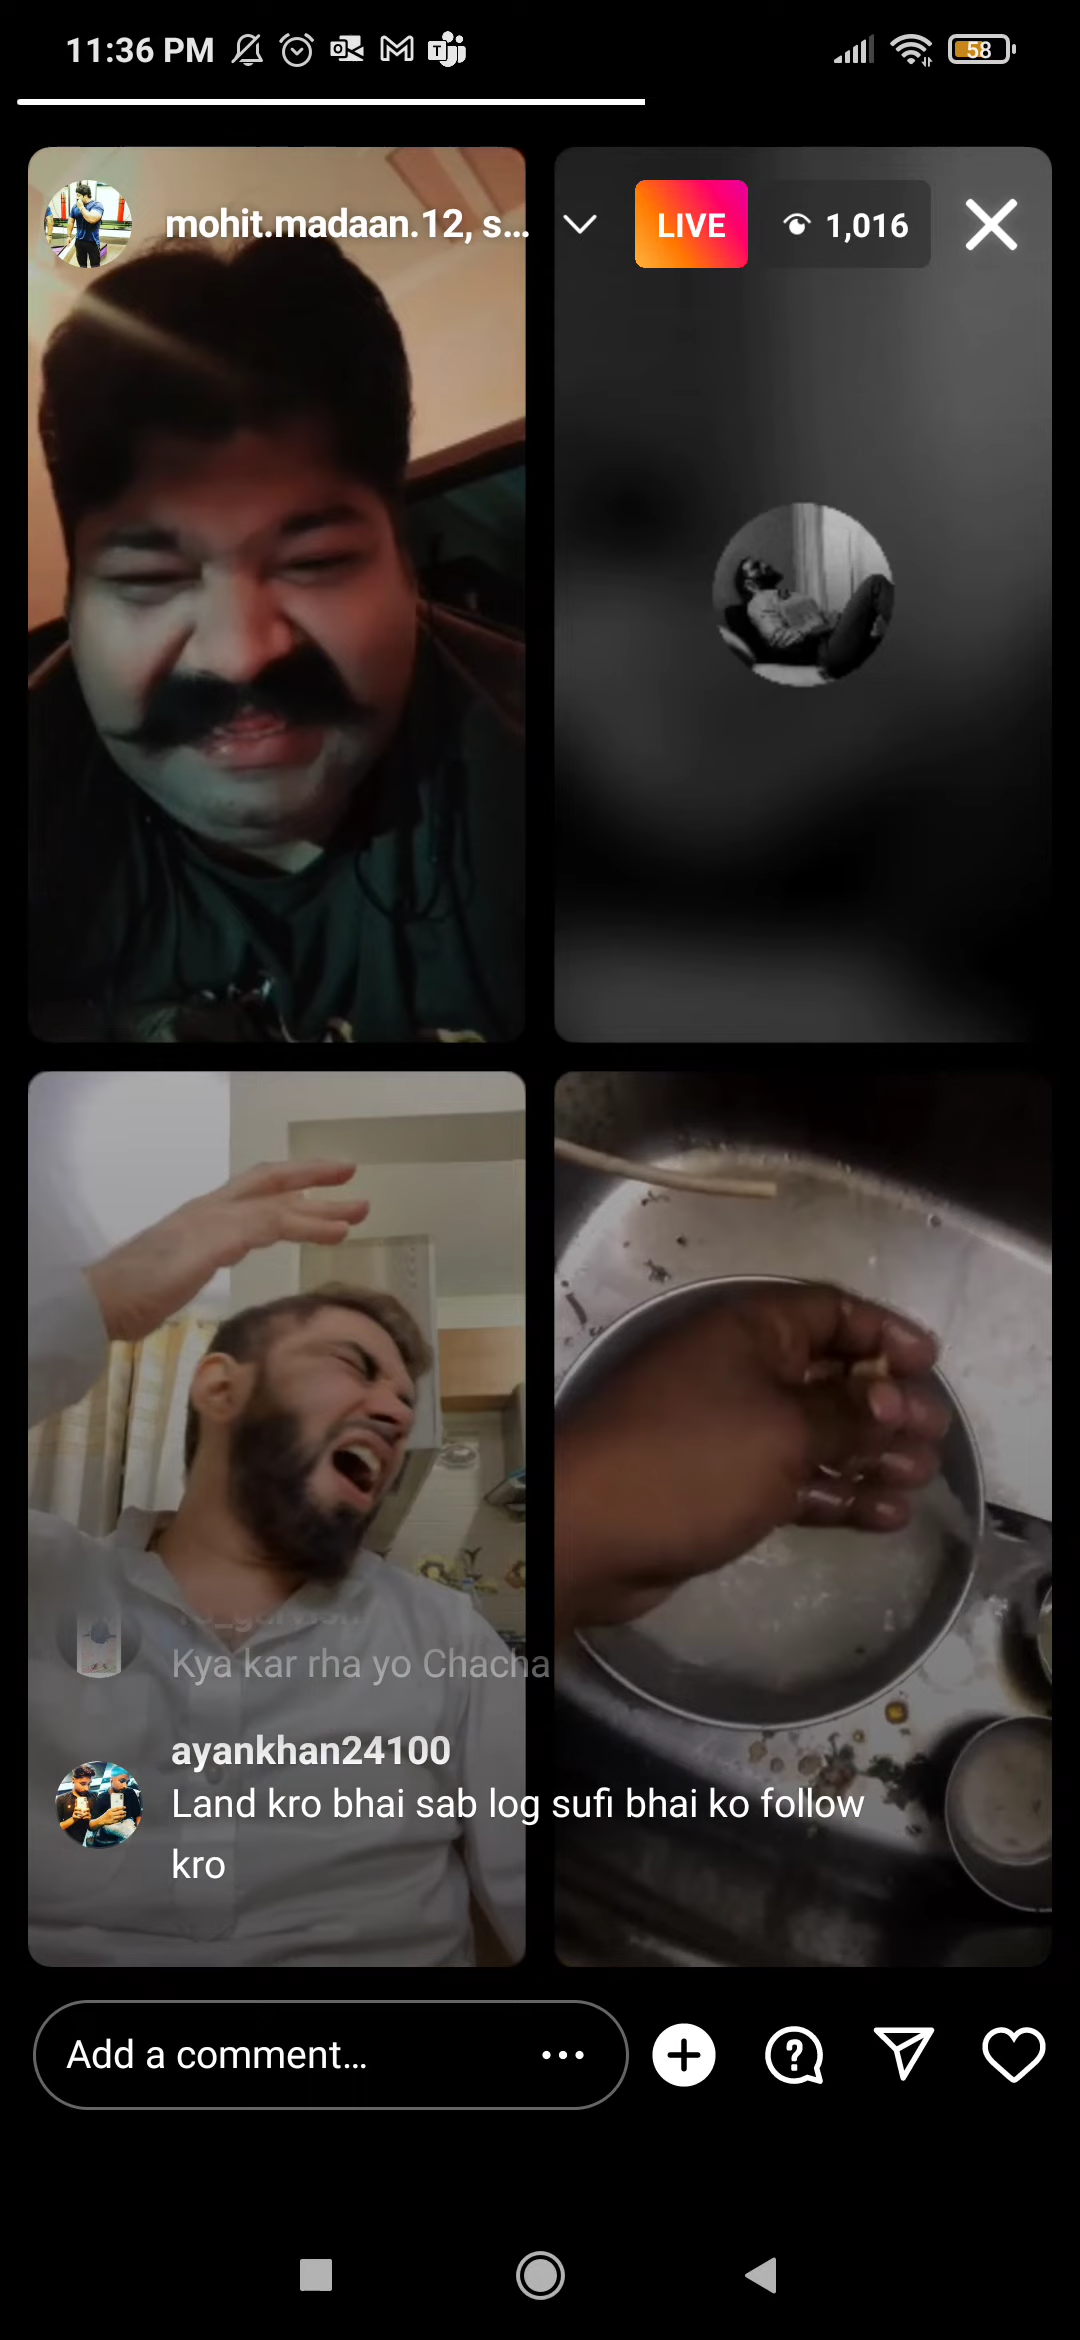 11:36 PM
58
mohit.madaan.12, s...
LIVE
1,016
Kya kar rha yo Chacha
ayankhan24100
Land kro bhai sab log sufi bhai ko follow
kro
Add a comment...